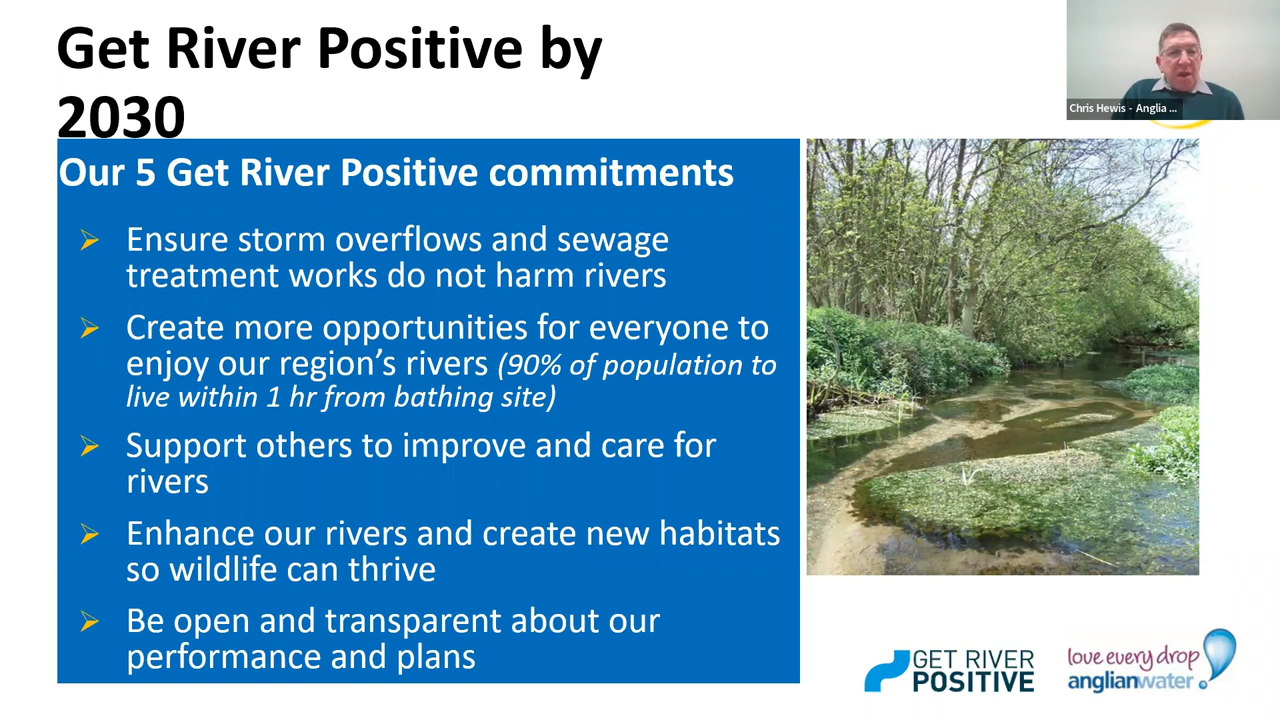 Get River Positive by
2030
Chris Hewis - Anglia ...
Our 5 Get River Positive commitments
Ensure storm overflows and sewage
treatment works do not harm rivers
Create more opportunities for everyone to
enjoy our region’s rivers (90% of population to
live within 1 hr from bathing site)
Support others to improve and care for
rivers
Enhance our rivers and create new habitats
so wildlife can thrive
Be open and transparent about our
performance and plans
GET RIVER
POSITIVE
love every drop
anglianwater